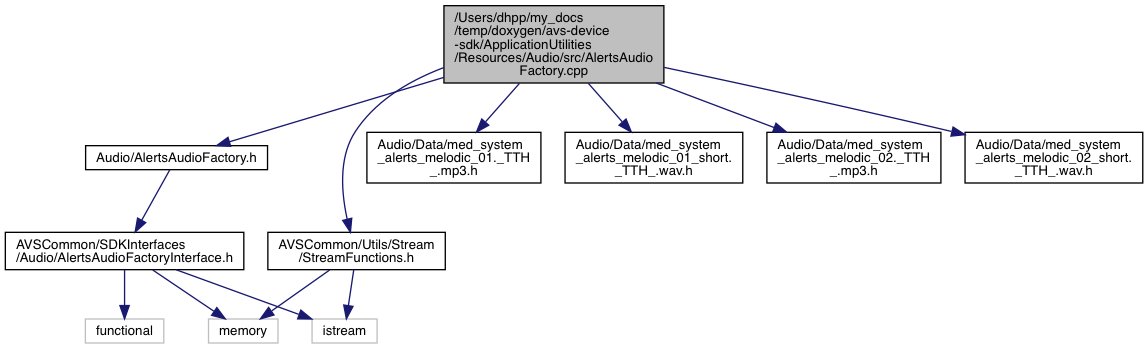 /Users/dhpp/my_docs
/temp/doxygen/avs-device
-sdk/ApplicationUtilities
/Resources/Audio/src/AlertsAudio
Factory.cpp
Audio/AlertsAudioFactory.h
Audio/Data/med_system
_alerts_melodic_01._TTH
_.mp3.h
Audio/Data/med_system
_alerts_melodic_01_short.
_TTH_.wav.h
Audio/Data/med_system
_alerts_melodic_02._TTH
_.mp3.h
Audio/Data/med_system
_alerts_melodic_02_short.
_TTH_.wav.h
AVSCommon/SDKInterfaces
/Audio/AlertsAudioFactoryInterface.h
AVSCommon/Utils/Stream
/StreamFunctions.h
functional
memory
istream